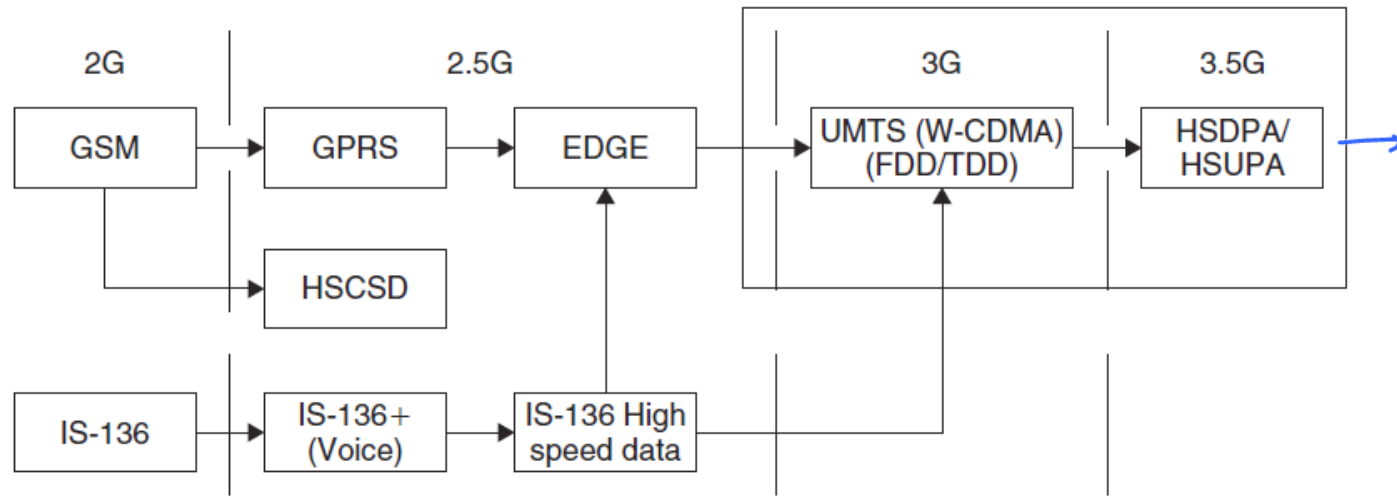 2G
2.5G
3G
3.5G
GSM
GPRS
EDGE
UMTS (W-CDMA)
(FDD/TDD)
HSDPA/
HSUPA
HSCSD
IS-136
IS-136+
(Voice)
IS-136 High
speed data